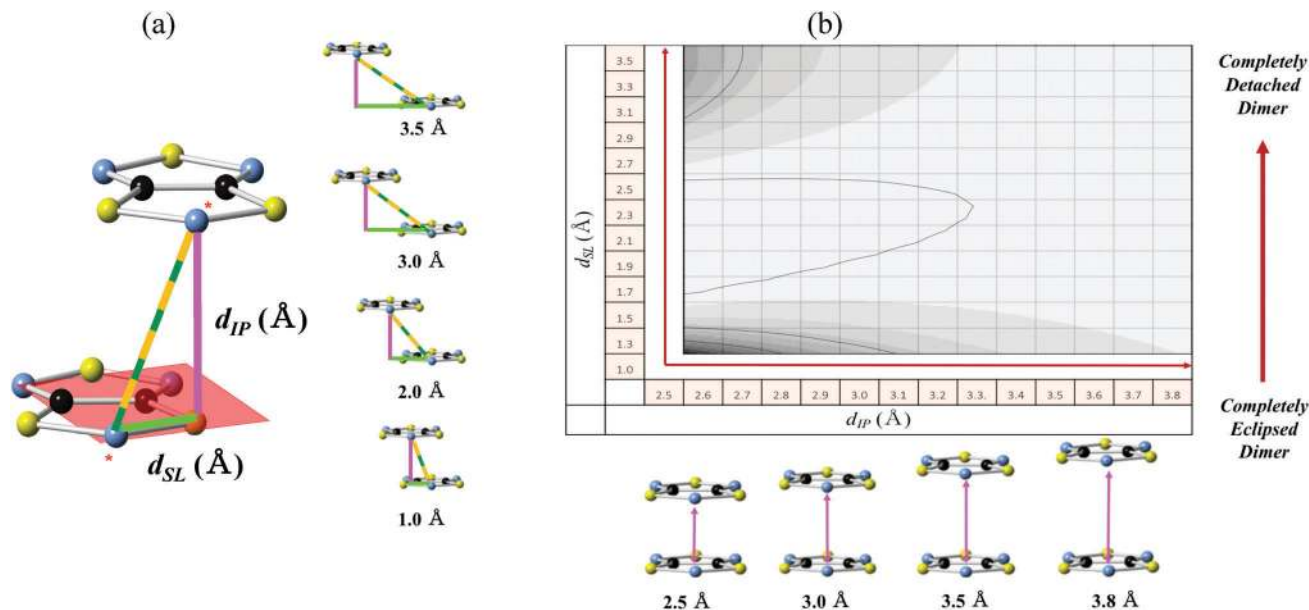 (a)
3.5 Å
3.0 Å
2.0 Å
1.0 Å
*
d_IP (Å)
d_SL (Å)
*
(b)
d_SL (Å)
3.5
3.3
3.1
2.9
2.7
2.5
2.3
2.1
1.9
1.7
1.5
1.3
1.0
2.5 2.6 2.7 2.8 2.9 3.0 3.1 3.2 3.3. 3.4 3.5 3.6 3.7 3.8
d_IP (Å)
Completely
Detached
Dimer
Completely
Eclipsed
Dimer
2.5 Å
3.0 Å
3.5 Å
3.8 Å